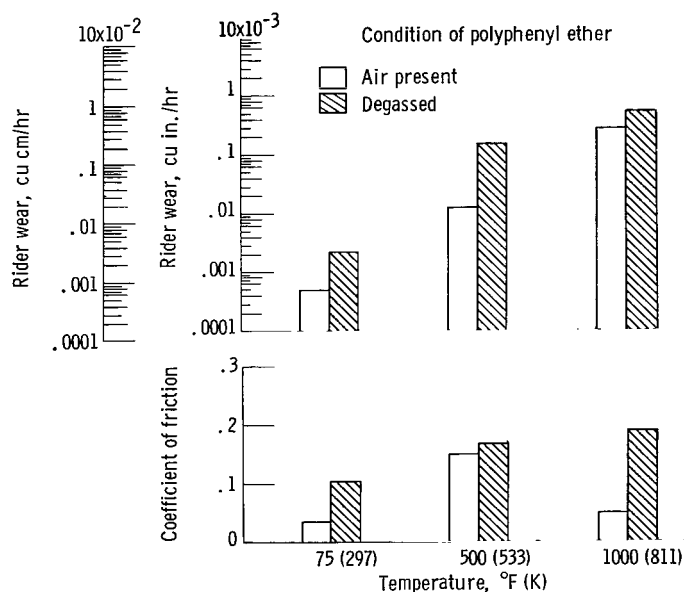 10x10-2
1
.1
.01
.001
.0001
Rider wear, cu cm/hr
10x10-3
1
.1
.01
.001
.0001
Rider wear, cu in./hr
Condition of polyphenyl ether
Air present
Degassed
.3
.2
.1
0
Coefficient of friction
75 (297)
500 (533)
1000 (811)
Temperature, °F (K)